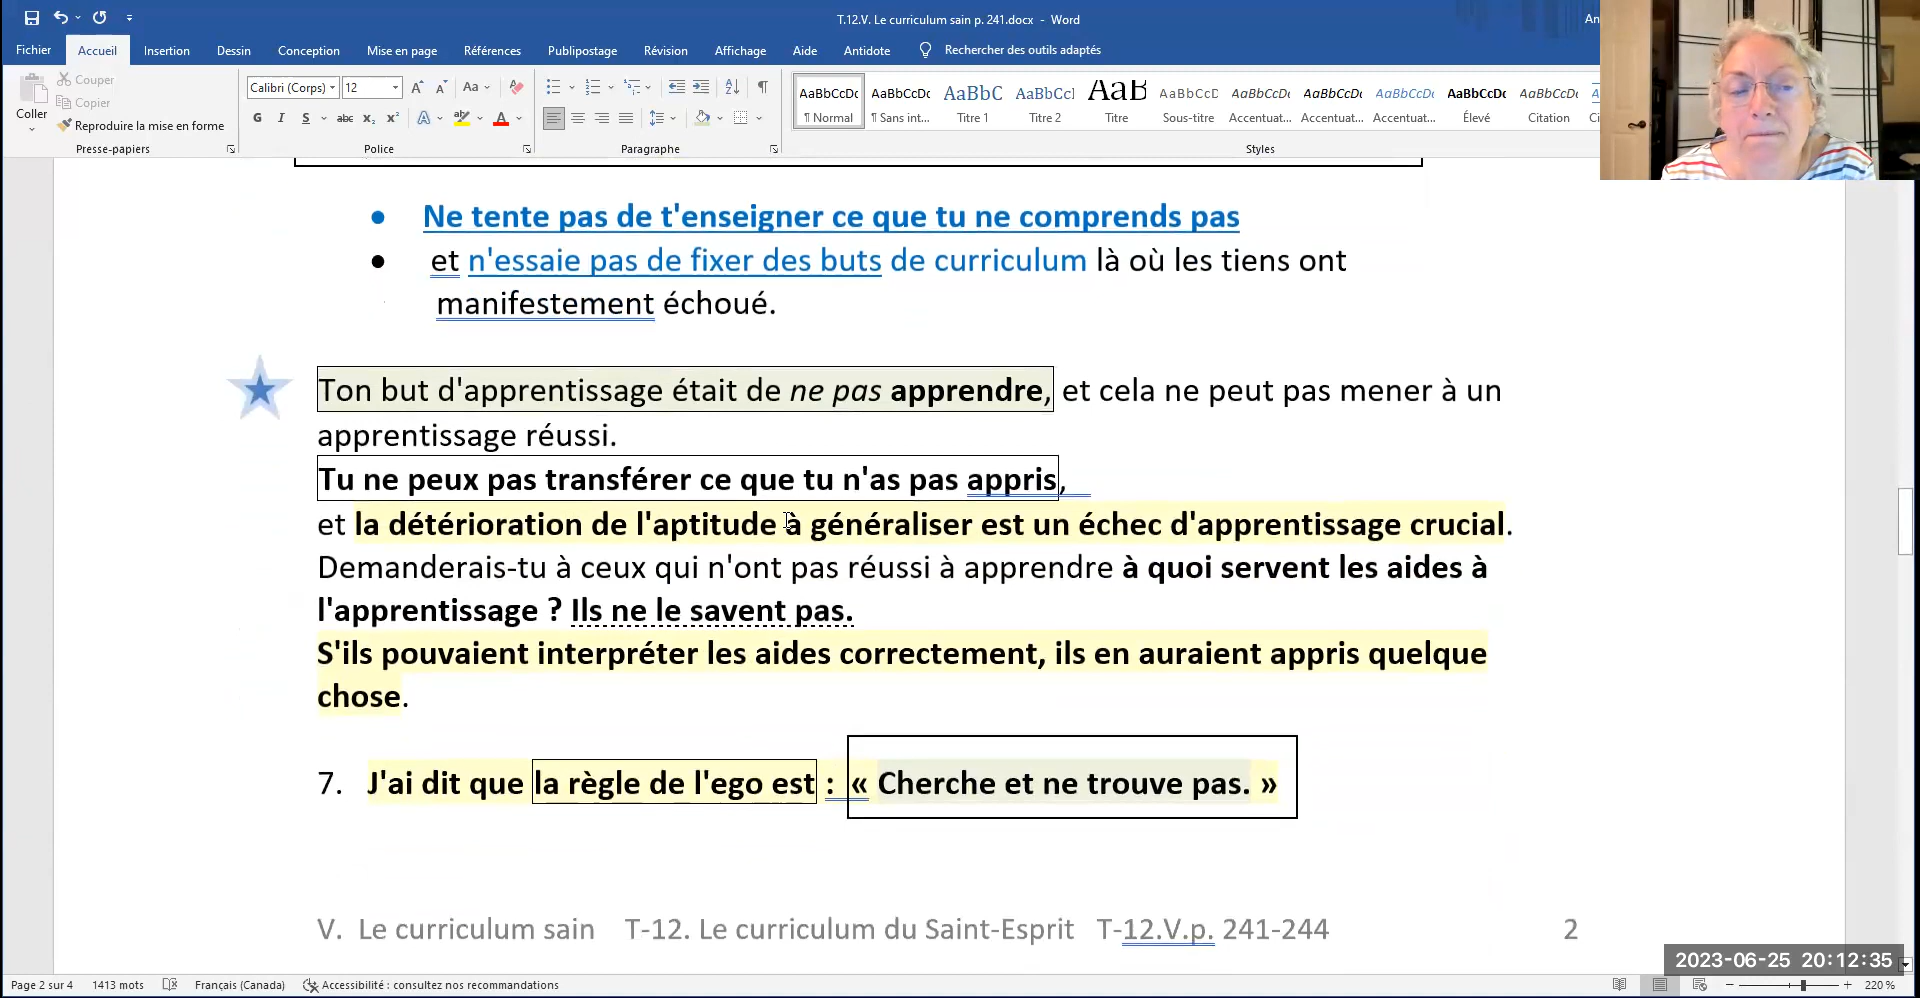 T.12.V. Le curriculum sain p. 241.docx - Word
An
Fichier Accueil Insertion Dessin Conception Mise en page Références Publipostage Révision Affichage Aide Antidote Rechercher des outils adaptés
Coller
Couper
Copier
Reproduire la mise en forme
Presse-papiers
Calibri (Corps) 12
G I S abc x₂ x²
Police
Paragraphe
AaBbCcDc AaBbCcDc AaBbC AaBbCcI AaB AaBbCcD AaBbCcDc AaBbCcDc AaBbCcDc AaBbCcDc AaBbCcDc
¶ Normal ¶ Sans int... Titre 1 Titre 2 Titre Sous-titre Accentuat... Accentuat... Accentuat... Élevé Citation
Styles
• Ne tente pas de t'enseigner ce que tu ne comprends pas
• et n'essaie pas de fixer des buts de curriculum là où les tiens ont
manifestement échoué.
Ton but d'apprentissage était de ne pas apprendre, et cela ne peut pas mener à un
apprentissage réussi.
Tu ne peux pas transférer ce que tu n'as pas appris,
et la détérioration de l'aptitude à généraliser est un échec d'apprentissage crucial.
Demanderais-tu à ceux qui n'ont pas réussi à apprendre à quoi servent les aides à
l'apprentissage ? Ils ne le savent pas.
S'ils pouvaient interpréter les aides correctement, ils en auraient appris quelque
chose.
7. J'ai dit que la règle de l'ego est : « Cherche et ne trouve pas. »
V. Le curriculum sain T-12. Le curriculum du Saint-Esprit T-12.V.p. 241-244 2
2023-06-25 20:12:35
Page 2 sur 4 1413 mots Français (Canada) Accessibilité : consultez nos recommandations 220 %